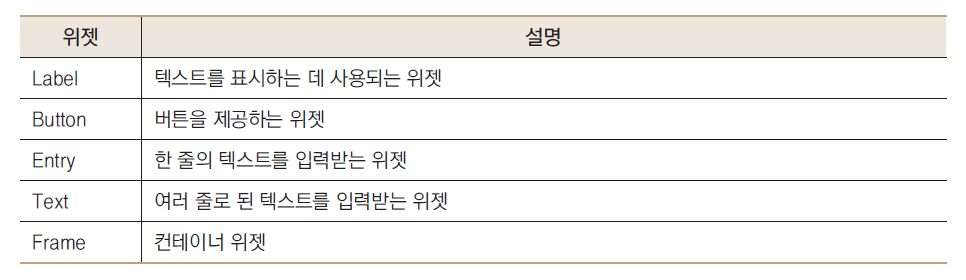 위젯 설명
Label 텍스트를 표시하는 데 사용되는 위젯
Button 버튼을 제공하는 위젯
Entry 한 줄의 텍스트를 입력받는 위젯
Text 여러 줄로 된 텍스트를 입력받는 위젯
Frame 컨테이너 위젯